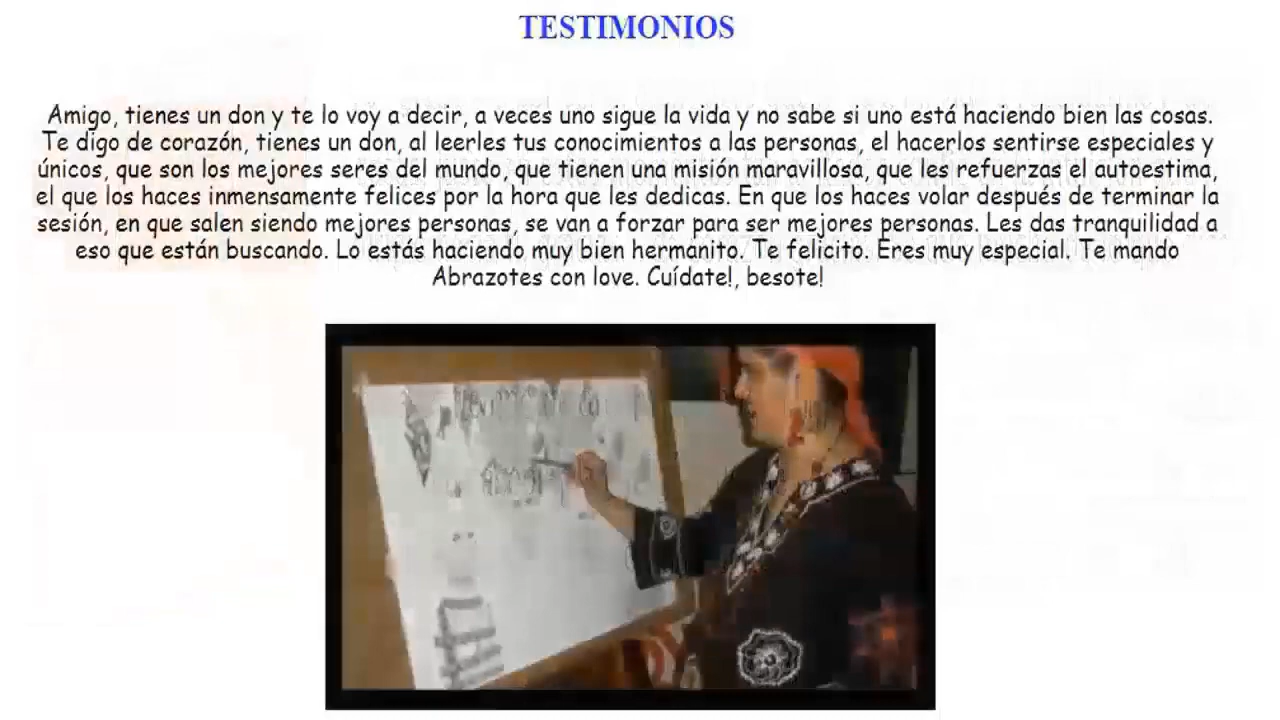 TESTIMONIOS
Amigo, tienes un don y te lo voy a decir, a veces uno sigue la vida y no sabe si uno está haciendo bien las cosas.
Te digo de corazón, tienes un don, al leerles tus conocimientos a las personas, el hacerlos sentirse especiales y
únicos, que son los mejores seres del mundo, que tienen una misión maravillosa, que les refuerzas el autoestima,
el que los haces inmensamente felices por la hora que les dedicas. En que los haces volar después de terminar la
sesión, en que salen siendo mejores personas, se van a forzar para ser mejores personas. Les das tranquilidad a
eso que están buscando. Lo estás haciendo muy bien hermánito. Te felicito. Eres muy especial. Te mando
Abrazotes con love. Cuídate!, besote!